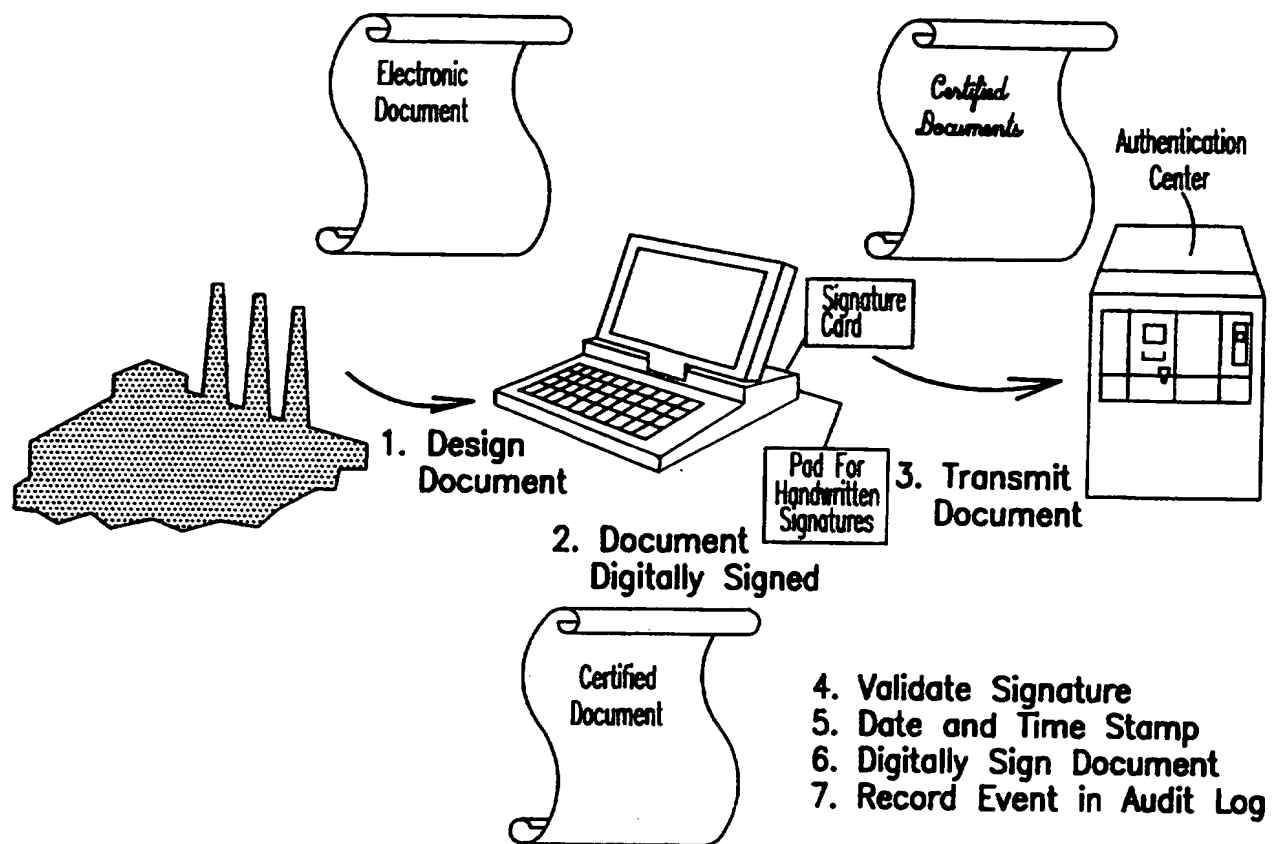 Electronic
Document
Certified
Documents
Authentication
Center
Signature
Card
1. Design
Document
Pad For
Handwritten
Signatures
3. Transmit
Document
2. Document
Digitally Signed
Certified
Document
4. Validate Signature
5. Date and Time Stamp
6. Digitally Sign Document
7. Record Event in Audit Log